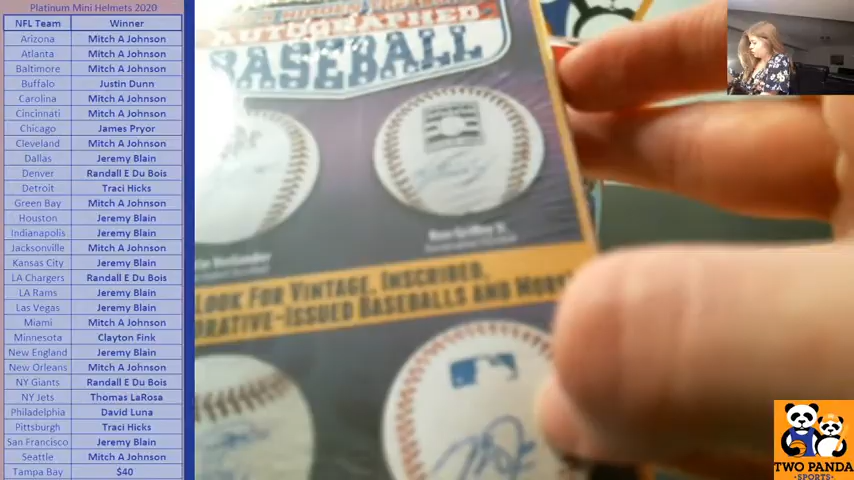 Platinum Mini Helmets 2020
NFL Team Winner
Arizona Mitch A Johnson
Atlanta Mitch A Johnson
Baltimore Mitch A Johnson
Buffalo Justin Dunn
Carolina Mitch A Johnson
Cincinnati Mitch A Johnson
Chicago James Pryor
Cleveland Mitch A Johnson
Dallas Jeremy Blain
Denver Randall E Du Bois
Detroit Traci Hicks
Green Bay Mitch A Johnson
Houston Jeremy Blain
Indianapolis Jeremy Blain
Jacksonville Mitch A Johnson
Kansas City Jeremy Blain
LA Chargers Randall E Du Bois
LA Rams Jeremy Blain
Las Vegas Jeremy Blain
Miami Mitch A Johnson
Minnesota Clayton Fink
New England Jeremy Blain
New Orleans Mitch A Johnson
NY Giants Randall E Du Bois
NY Jets Thomas LaRosa
Philadelphia David Luna
Pittsburgh Traci Hicks
San Francisco Jeremy Blain
Seattle Mitch A Johnson
Tampa Bay $40
AUTOGRAPHED
BASEBALL
Ken Griffey Jr.
LOOK FOR VINTAGE, INSCRIBED,
ORATIVE-ISSUED BASEBALLS AND MORE
TWO PANDA
-SPORTS-